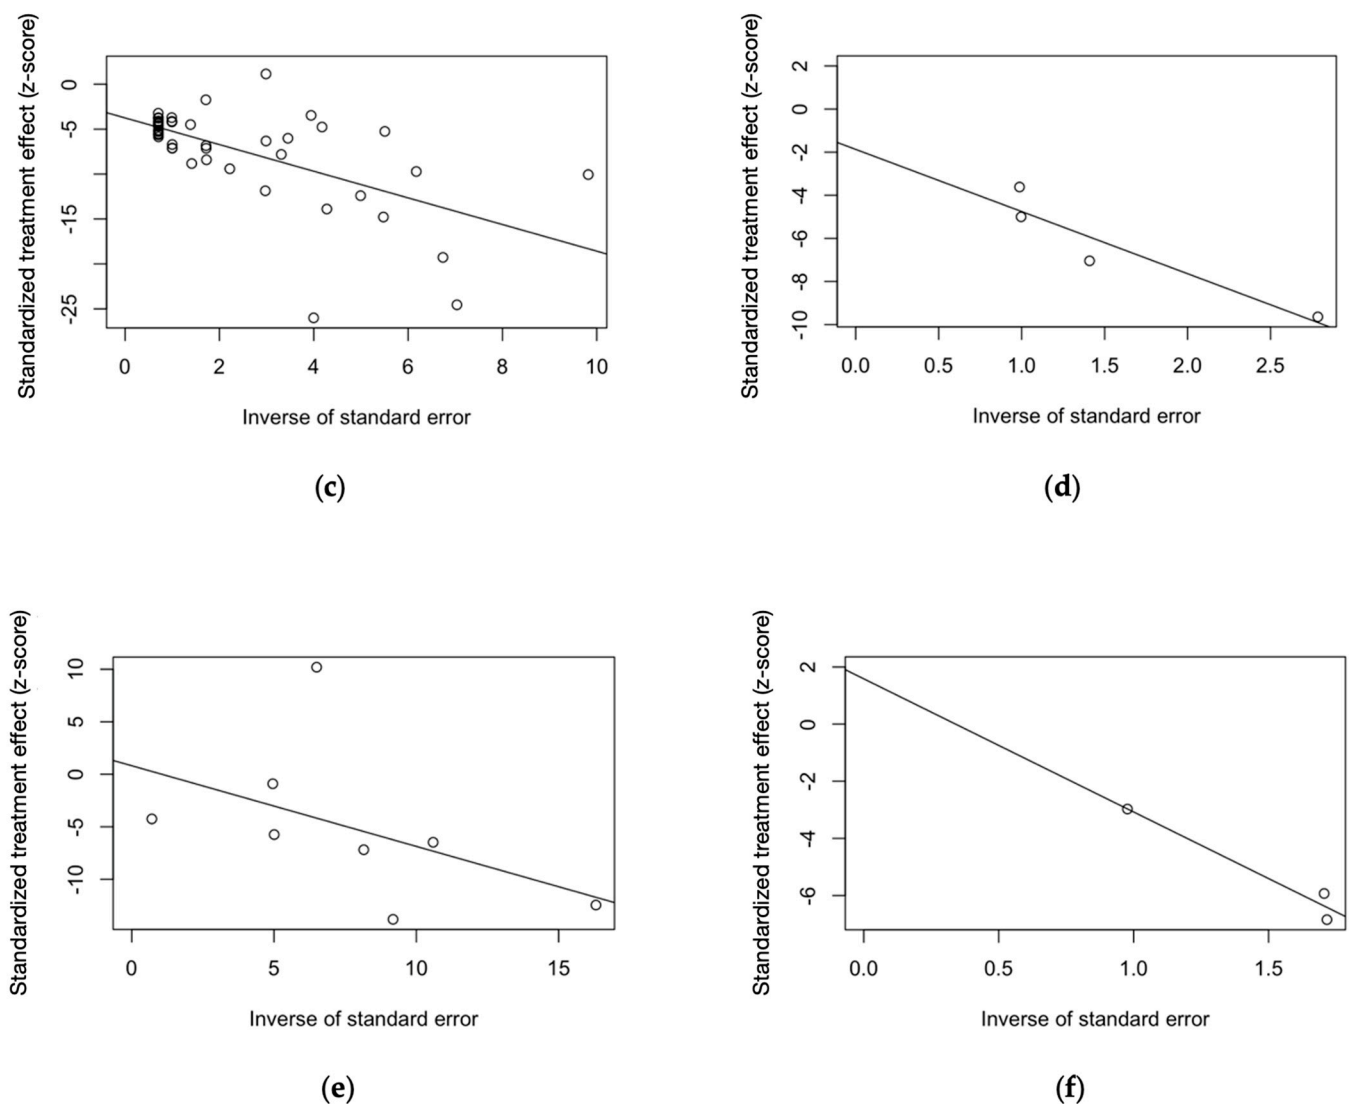 Standardized treatment effect (z-score)
0
-5
-15
-25
0 2 4 6 8 10
Inverse of standard error
(c)
Standardized treatment effect (z-score)
2
0
-2
-4
-6
-8
-10
0.0 0.5 1.0 1.5 2.0 2.5
Inverse of standard error
(d)
Standardized treatment effect (z-score)
10
5
0
-5
-10
0 5 10 15
Inverse of standard error
(e)
Standardized treatment effect (z-score)
2
0
-2
-4
-6
0.0 0.5 1.0 1.5
Inverse of standard error
(f)